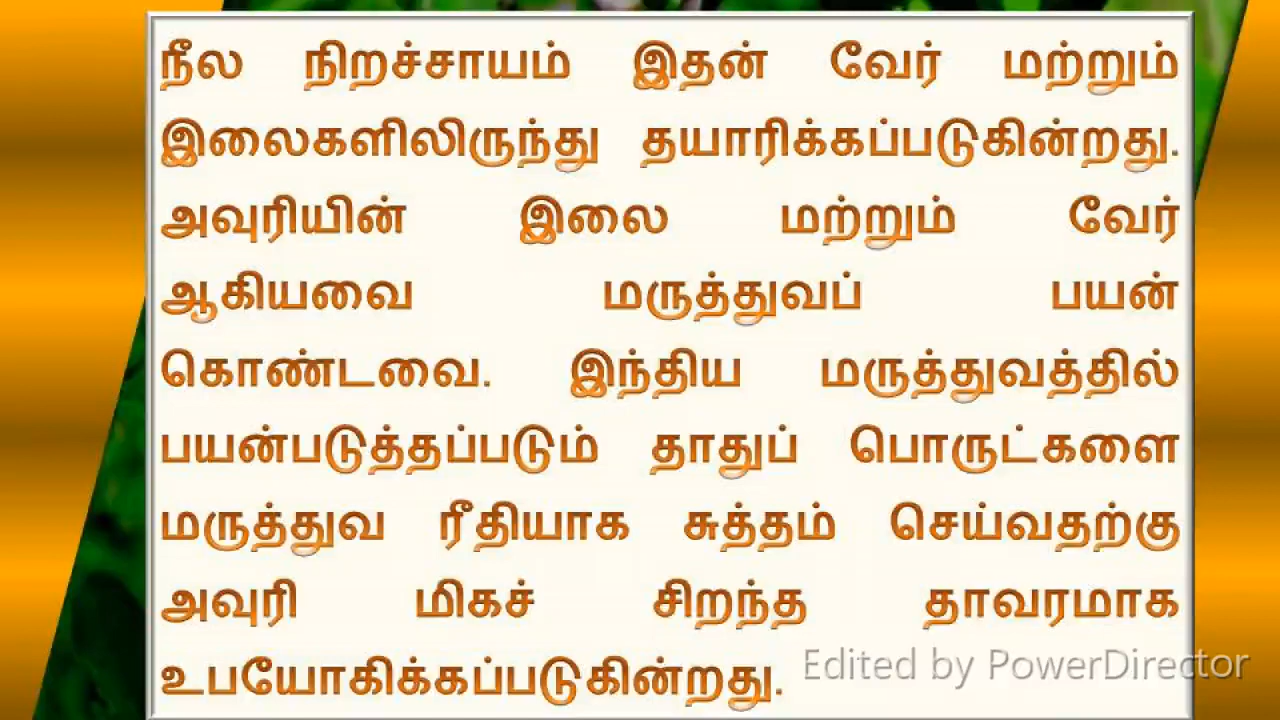 நீல நிறச்சாயம் இதன் வேர் மற்றும்
இலைகளிலிருந்து தயாரிக்கப்படுகின்றது.
அவுரியின் இலை மற்றும் வேர்
ஆகியவை மருத்துவப் பயன்
கொண்டவை. இந்திய மருத்துவத்தில்
பயன்படுத்தப்படும் தாதுப் பொருட்களை
மருத்துவ ரீதியாக சுத்தம் செய்வதற்கு
அவுரி மிகச் சிறந்த தாவரமாக
உபயோகிக்கப்படுகின்றது.
Edited by PowerDirector